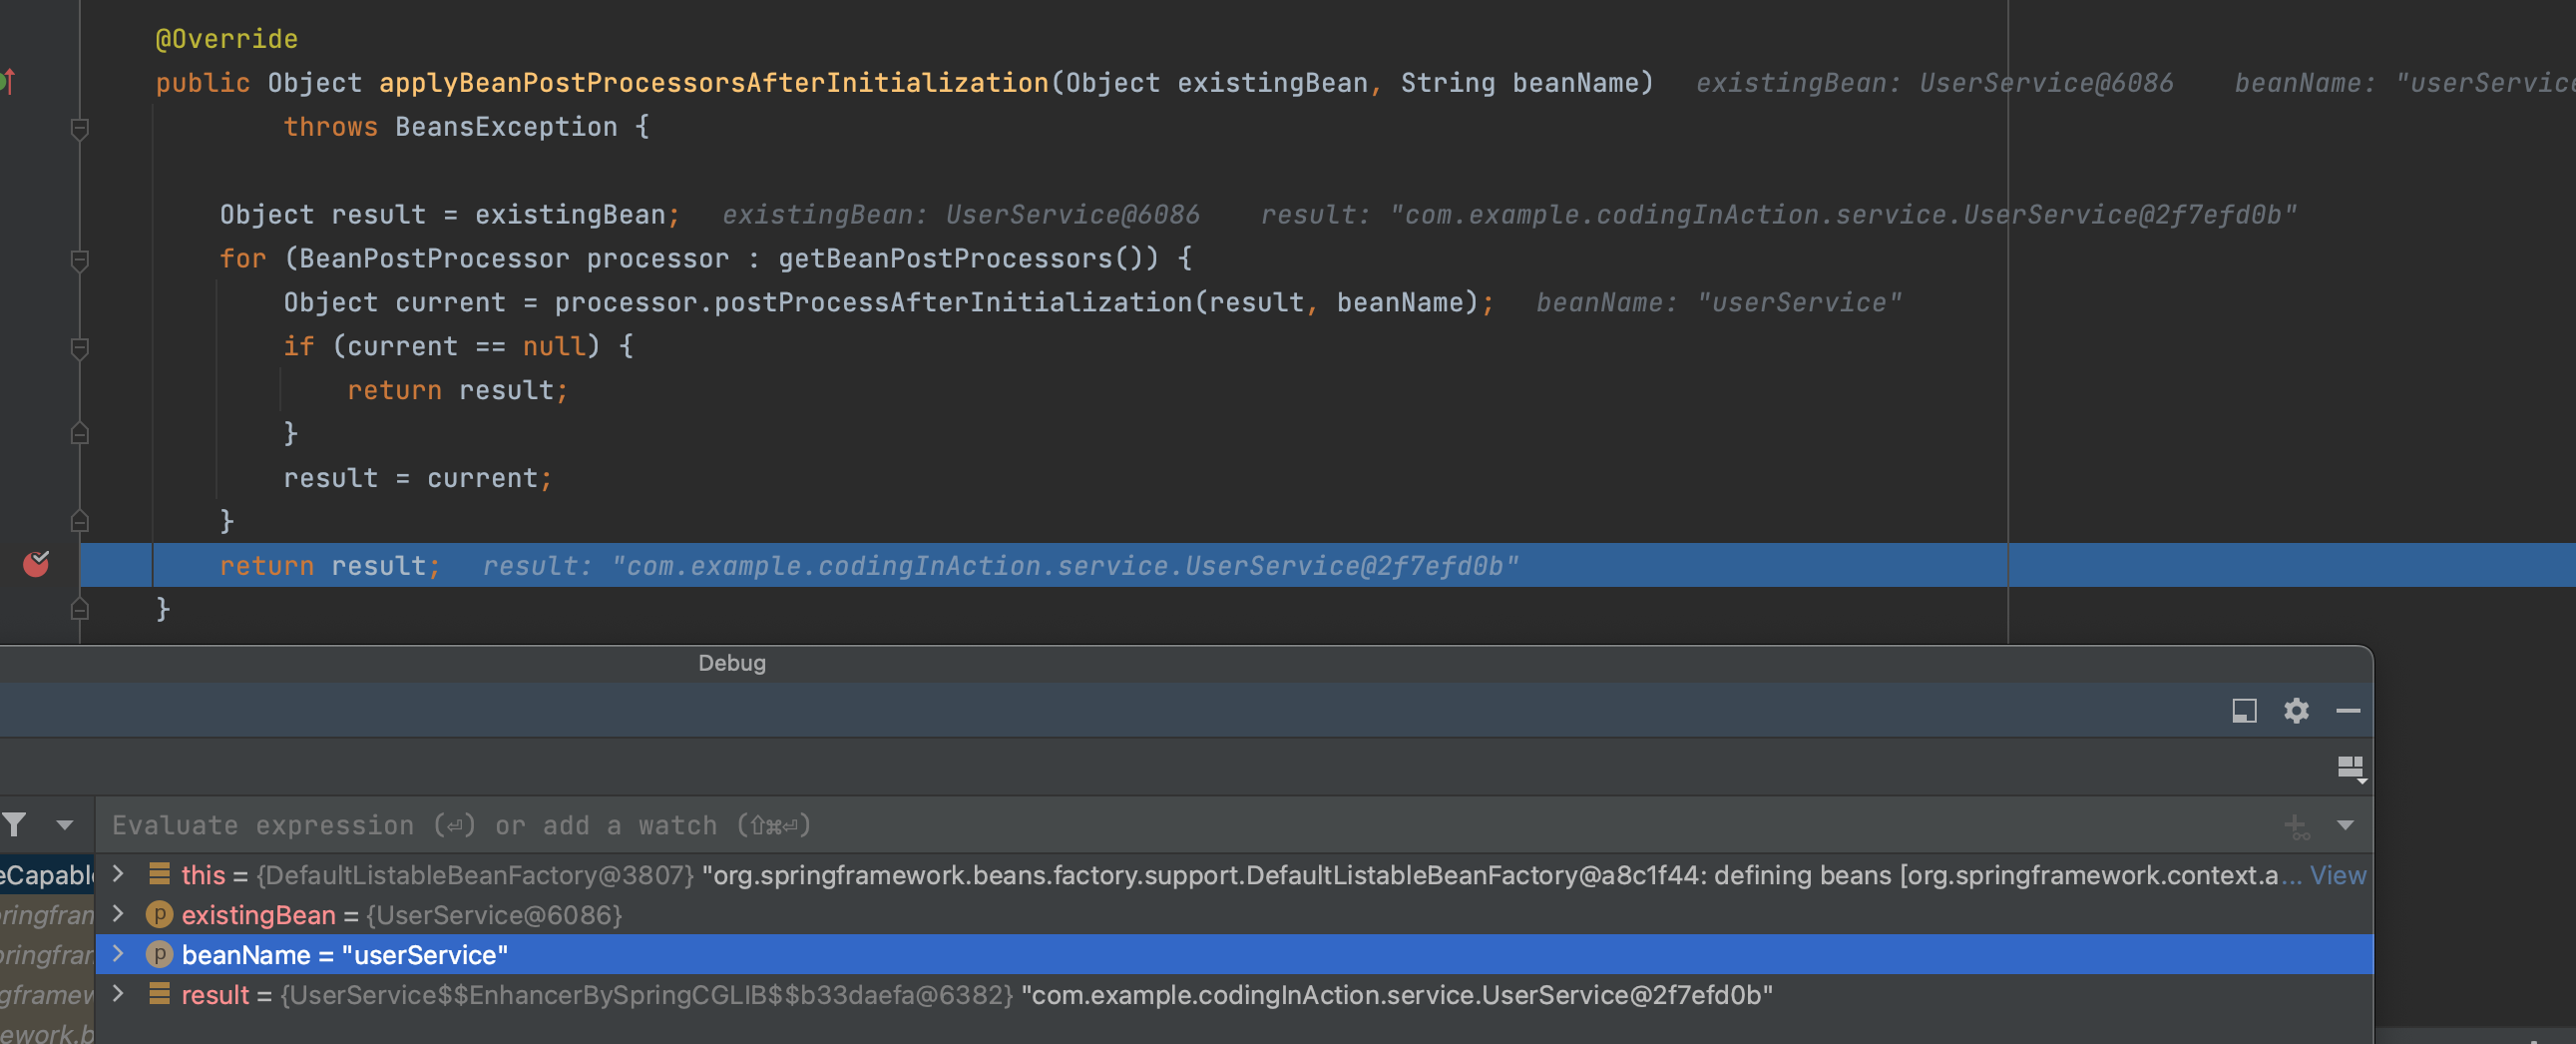 @Override
public Object applyBeanPostProcessorsAfterInitialization(Object existingBean, String beanName) existingBean: UserService@6086 beanName: "userService
throws BeansException {
Object result = existingBean; existingBean: UserService@6086 result: "com.example.codingInAction.service.UserService@2f7efd0b"
for (BeanPostProcessor processor : getBeanPostProcessors()) {
Object current = processor.postProcessAfterInitialization(result, beanName); beanName: "userService"
if (current == null) {
return result;
}
result = current;
}
return result; result: "com.example.codingInAction.service.UserService@2f7efd0b"
}
Debug
Evaluate expression (⏎) or add a watch (⇧⌘⏎)
eCapabl
this = {DefaultListableBeanFactory@3807} "org.springframework.beans.factory.support.DefaultListableBeanFactory@a8c1f44: defining beans [org.springframework.context.a... View
ringfran
p existingBean = {UserService@6086}
ringfran
p beanName = "userService"
gframew
result = {UserService$$EnhancerBySpringCGLIB$$b33daefa@6382} "com.example.codingInAction.service.UserService@2f7efd0b"
ework.b